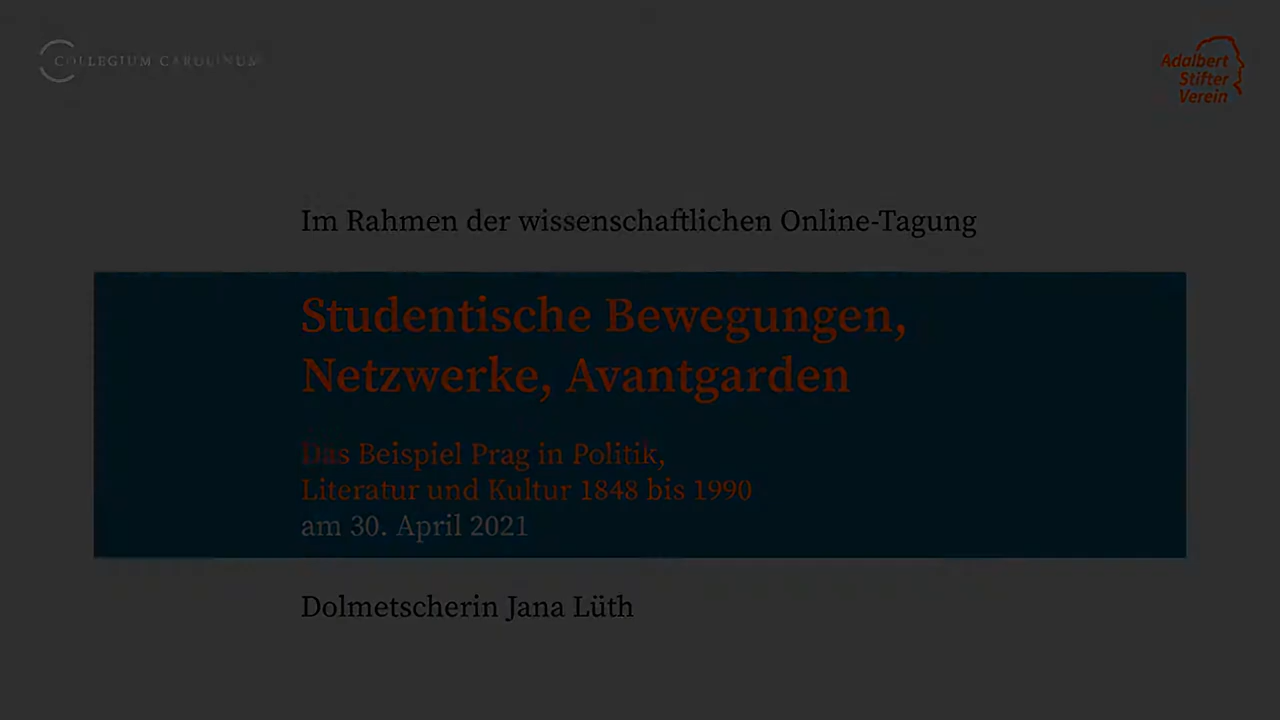 COLLEGIUM CAROLINUM
Adalbert
Stifter
Verein
Im Rahmen der wissenschaftlichen Online-Tagung
Studentische Bewegungen,
Netzwerke, Avantgarden
Das Beispiel Prag in Politik,
Literatur und Kultur 1848 bis 1990
am 30. April 2021
Dolmetscherin Jana Lüth